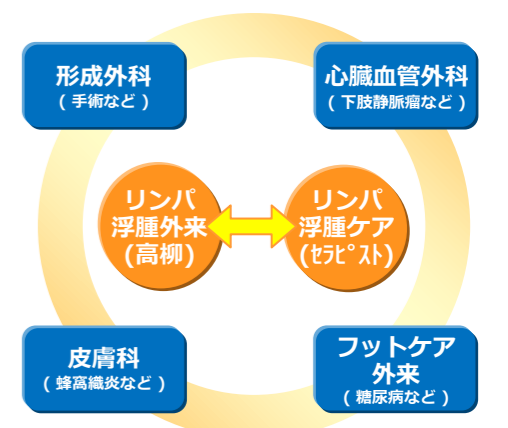 形成外科
( 手術など )
心臓血管外科
( 下肢静脈瘤など )
リンパ
浮腫外来
(高柳)
リンパ
浮腫ケア
(ｾﾗﾋﾟｽﾄ)
皮膚科
( 蜂窩織炎など )
フットケア
外来
( 糖尿病など )